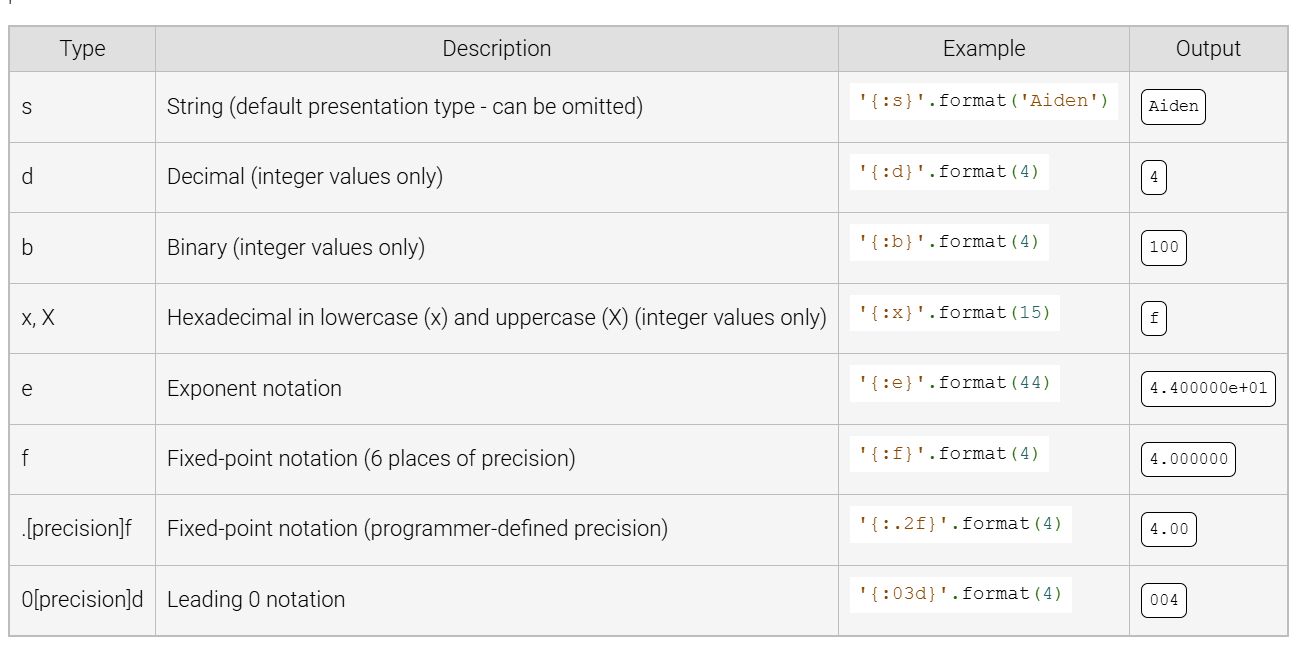 Type Description Example Output
s String (default presentation type - can be omitted) '{:s}'.format('Aiden') Aiden
d Decimal (integer values only) '{:d}'.format(4) 4
b Binary (integer values only) '{:b}'.format(4) 100
x, X Hexadecimal in lowercase (x) and uppercase (X) (integer values only) '{:x}'.format(15) f
e Exponent notation '{:e}'.format(44) 4.400000e+01
f Fixed-point notation (6 places of precision) '{:f}'.format(4) 4.000000
.[precision]f Fixed-point notation (programmer-defined precision) '{:.2f}'.format(4) 4.00
0[precision]d Leading 0 notation '{:03d}'.format(4) 004